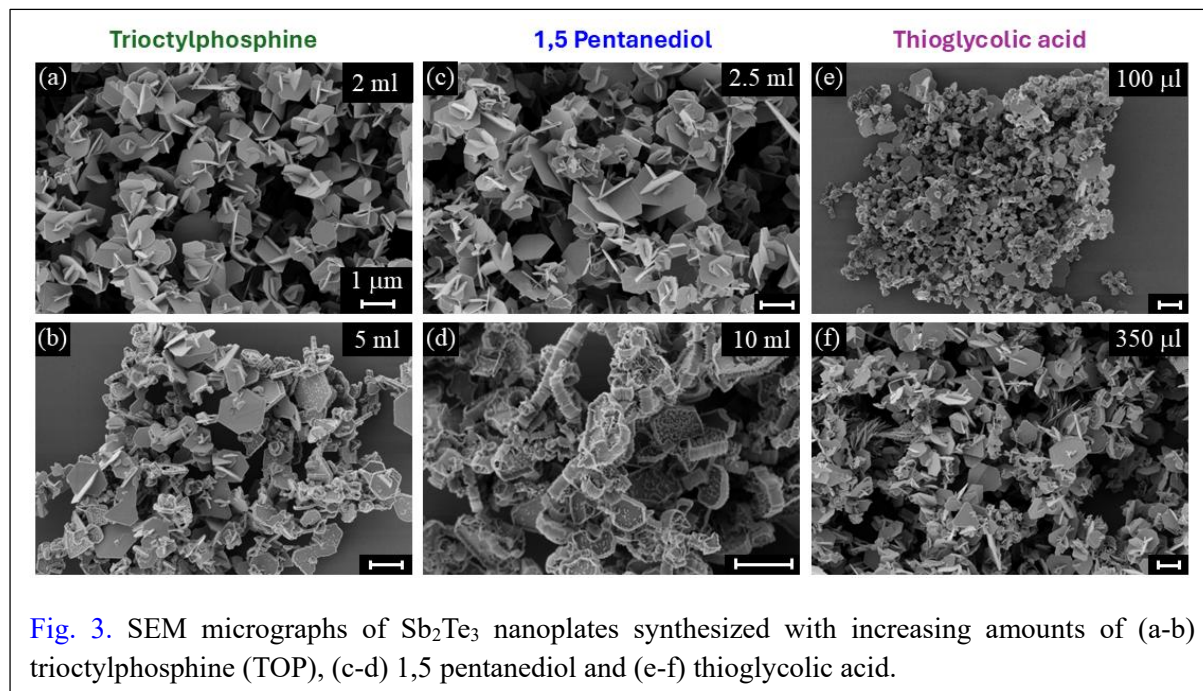 Trioctylphosphine
1,5 Pentanediol
Thioglycolic acid
(a)
2 ml
(c)
2.5 ml
(e)
100 µl
1 µm
(b)
5 ml
(d)
10 ml
(f)
350 µl
Fig. 3. SEM micrographs of Sb₂Te₃ nanoplates synthesized with increasing amounts of (a-b)
trioctylphosphine (TOP), (c-d) 1,5 pentanediol and (e-f) thioglycolic acid.